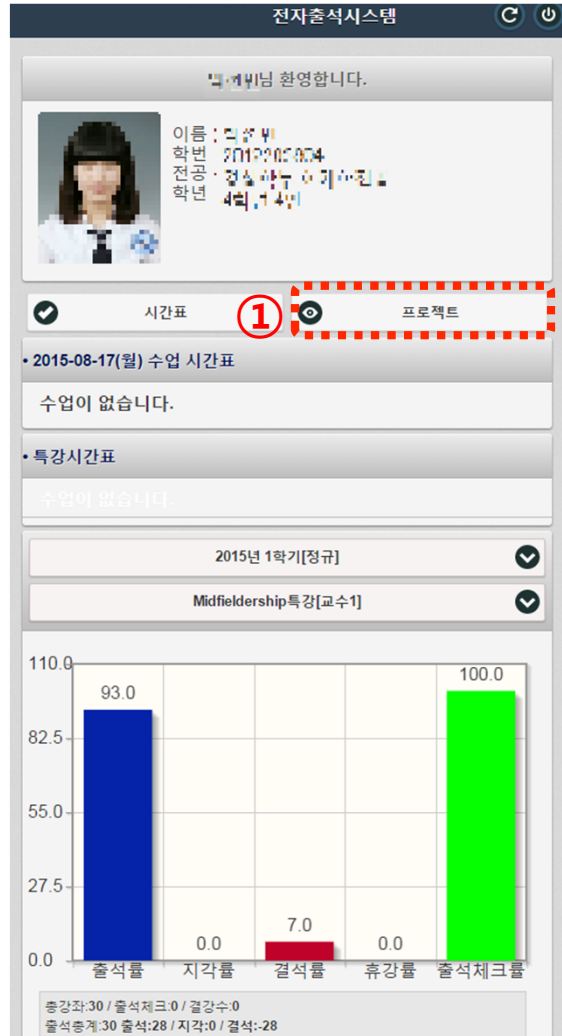 전자출석시스템
님 환영합니다.
이름 :
학번
전공 :
학년
시간표
①
프로젝트
• 2015-08-17(월) 수업 시간표
수업이 없습니다.
• 특강시간표
수업이 없습니다.
2015년 1학기[정규]
Midfieldership특강[교수1]
110.0
100.0
93.0
82.5
55.0
27.5
7.0
0.0
0.0
0.0
출석률
지각률
결석률
휴강률
출석체크율
총강좌:30 / 출석체크:0 / 결강수:0
출석총계:30 출석:28 / 지각:0 / 결석:-28